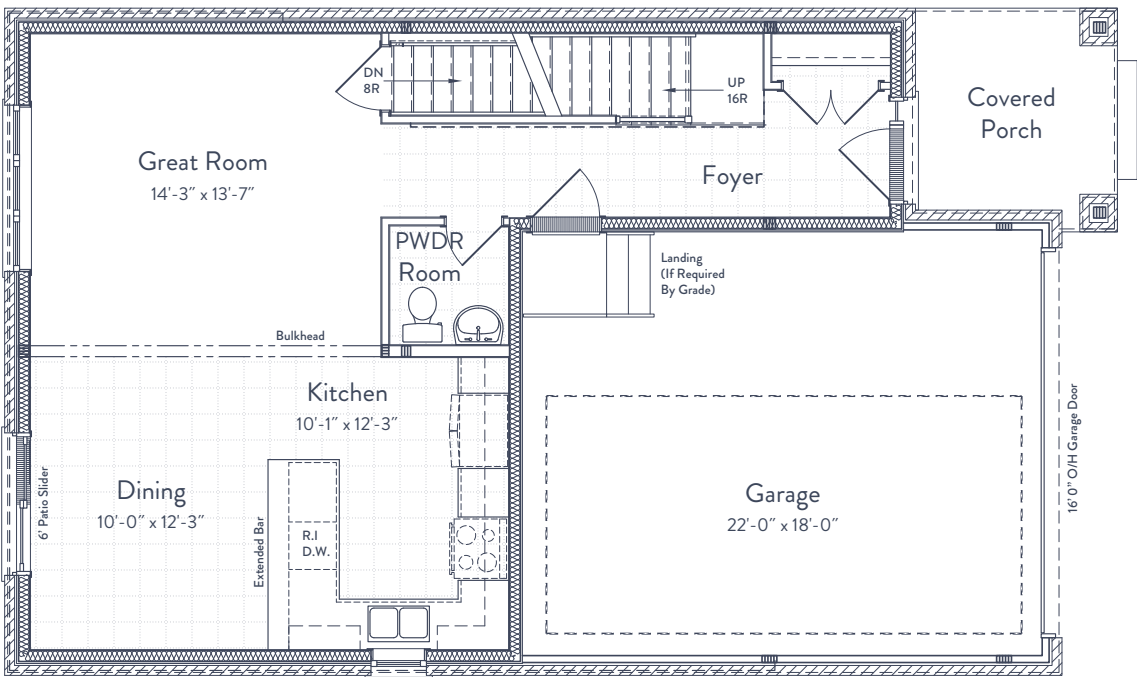 DN
8R
UP
16R
Covered
Porch
Great Room
14'-3" x 13'-7"
Foyer
PWDR
Room
Landing
(If Required
By Grade)
Bulkhead
Kitchen
10'-1" x 12'-3"
Dining
10'-0" x 12'-3"
6' Patio Slider
Extended Bar
R.I
D.W.
Garage
22'-0" x 18'-0"
16' 0" O/H Garage Door